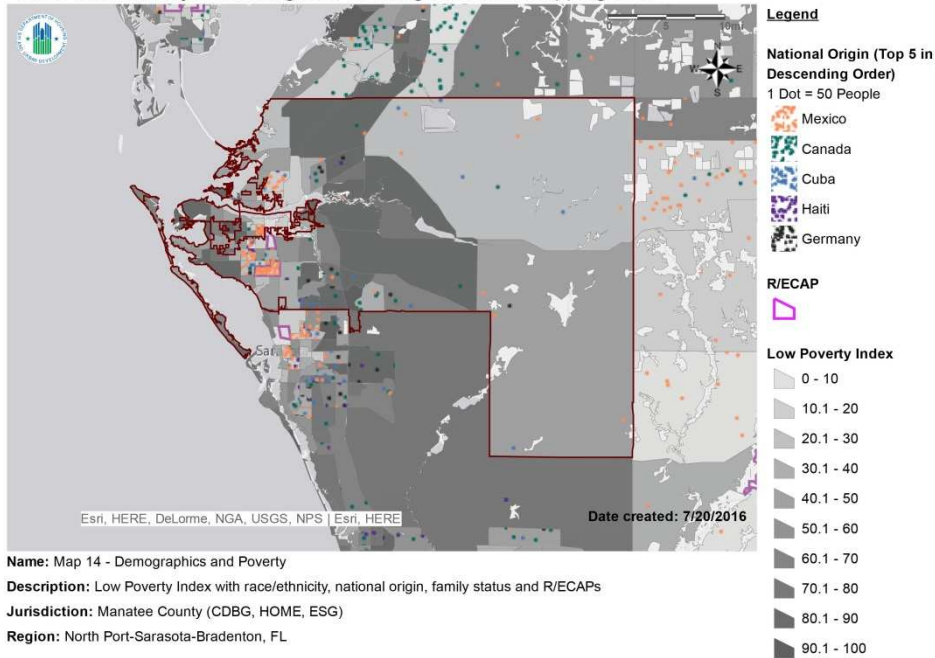 Legend
National Origin (Top 5 in
Descending Order)
1 Dot = 50 People
Mexico
Canada
Cuba
Haiti
Germany
R/ECAP
Low Poverty Index
0 - 10
10.1 - 20
20.1 - 30
30.1 - 40
40.1 - 50
50.1 - 60
60.1 - 70
70.1 - 80
80.1 - 90
90.1 - 100
5
N
W E
S
Esri, HERE, DeLorme, NGA, USGS, NPS | Esri, HERE
Date created: 7/20/2016
Name: Map 14 - Demographics and Poverty
Description: Low Poverty Index with race/ethnicity, national origin, family status and R/ECAPs
Jurisdiction: Manatee County (CDBG, HOME, ESG)
Region: North Port-Sarasota-Bradenton, FL